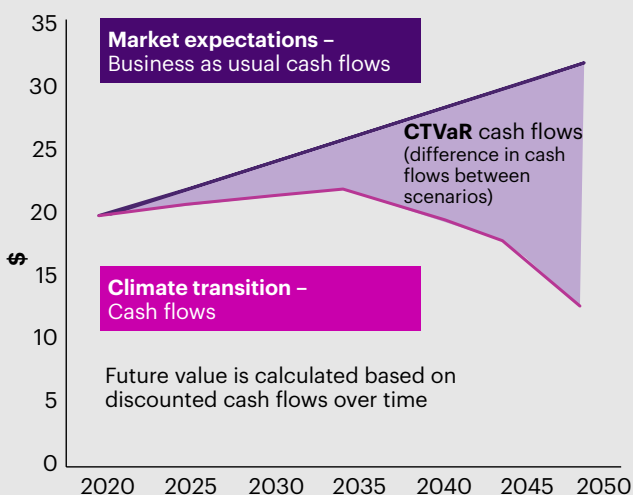 35
Market expectations –
Business as usual cash flows
30
25
CTVaR cash flows
(difference in cash
flows between
scenarios)
20
$
15
Climate transition –
Cash flows
10
Future value is calculated based on
discounted cash flows over time
5
0
2020 2025 2030 2035 2040 2045 2050